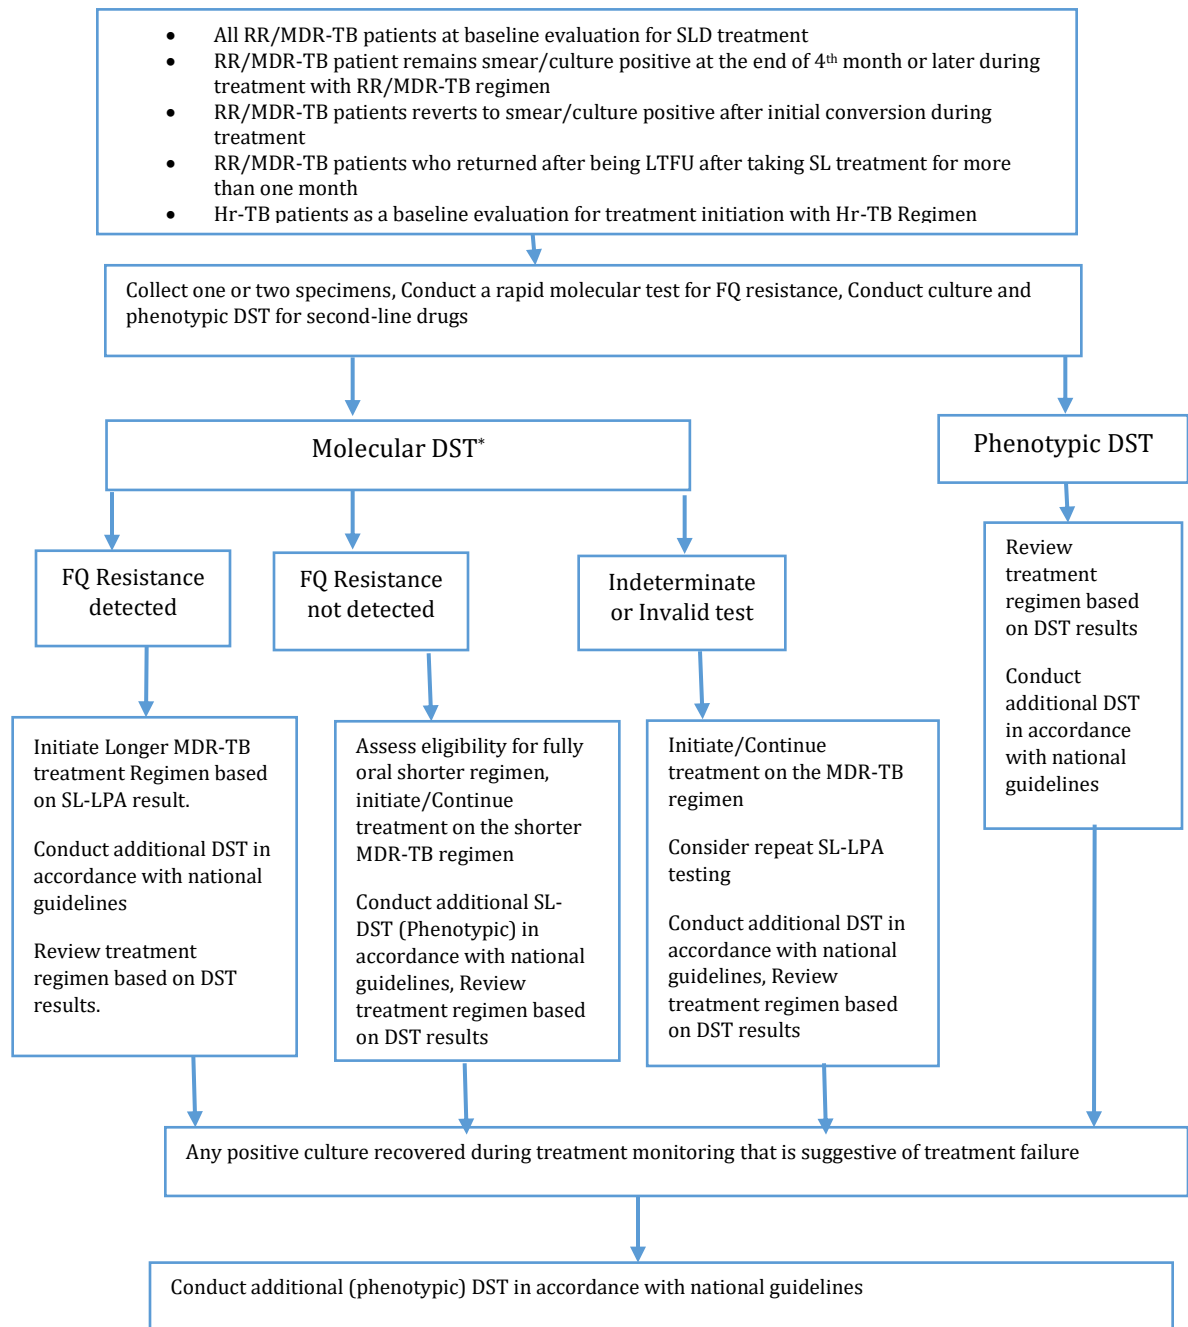 • All RR/MDR-TB patients at baseline evaluation for SLD treatment
• RR/MDR-TB patient remains smear/culture positive at the end of 4th month or later during
treatment with RR/MDR-TB regimen
• RR/MDR-TB patients reverts to smear/culture positive after initial conversion during
treatment
• RR/MDR-TB patients who returned after being LTFU after taking SL treatment for more
than one month
• Hr-TB patients as a baseline evaluation for treatment initiation with Hr-TB Regimen
Collect one or two specimens, Conduct a rapid molecular test for FQ resistance, Conduct culture and
phenotypic DST for second-line drugs
Molecular DST*
Phenotypic DST
FQ Resistance
detected
FQ Resistance
not detected
Indeterminate
or Invalid test
Review
treatment
regimen based
on DST results
Conduct
additional DST
in accordance
with national
guidelines
Initiate Longer MDR-TB
treatment Regimen based
on SL-LPA result.
Conduct additional DST in
accordance with national
guidelines
Review treatment
regimen based on DST
results.
Assess eligibility for fully
oral shorter regimen,
initiate/Continue
treatment on the shorter
MDR-TB regimen
Conduct additional SL-
DST (Phenotypic) in
accordance with national
guidelines, Review
treatment regimen based
on DST results
Initiate/Continue
treatment on the MDR-TB
regimen
Consider repeat SL-LPA
testing
Conduct additional DST in
accordance with national
guidelines, Review
treatment regimen based
on DST results
Any positive culture recovered during treatment monitoring that is suggestive of treatment failure
Conduct additional (phenotypic) DST in accordance with national guidelines